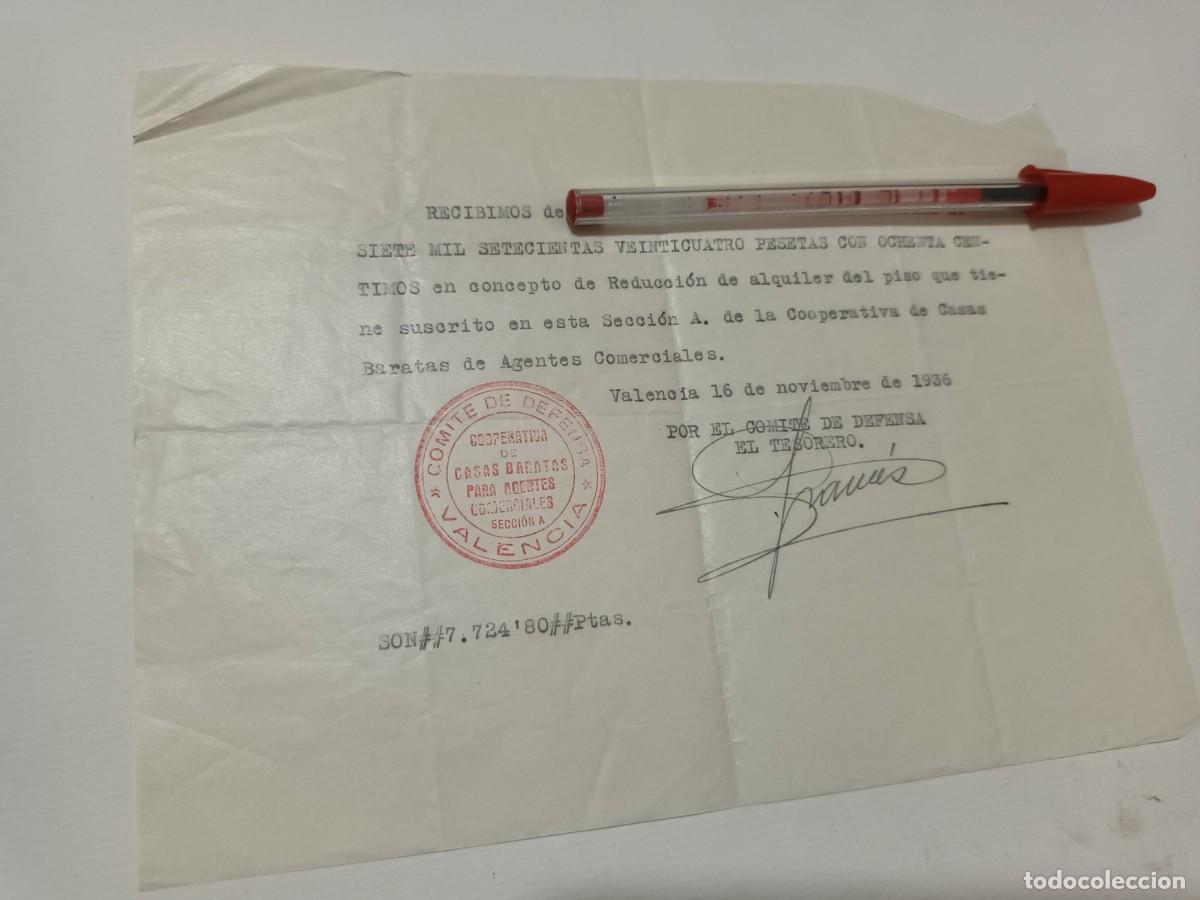 RECIBIMOS de
SIETE MIL SETECIENTAS VEINTICUATRO PESETAS CON OCHENTA CEN-
TIMOS en concepto de Reducción de alquiler del piso que tie-
ne suscrito en esta Sección A. de la Cooperativa de Casas
Baratas de Agentes Comerciales.
Valencia 16 de noviembre de 1936
POR EL COMITE DE DEFENSA
EL TESORERO.
COMITE DE DEFENSA
COOPERATIVA
DE
CASAS BARATAS
PARA AGENTES
COMERCIALES
SECCIÓN A
VALENCIA
SON##7.724'80##Ptas.
todocoleccion